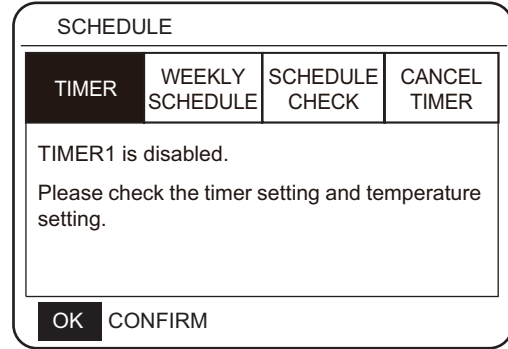 SCHEDULE
TIMER
WEEKLY
SCHEDULE
SCHEDULE
CHECK
CANCEL
TIMER
TIMER1 is disabled.
Please check the timer setting and temperature
setting.
OK CONFIRM